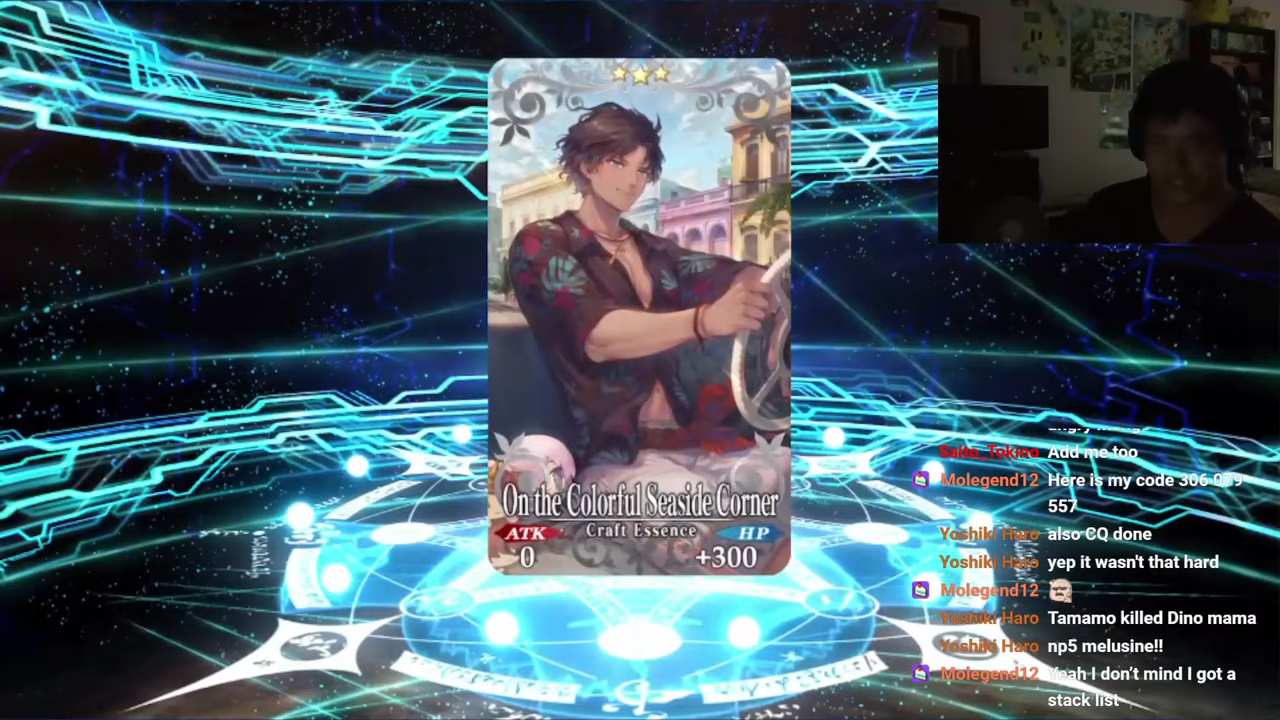 On the Colorful Seaside Corner
Craft Essence
ATK
HP
0
+300
Saito_Tokino Add me too
Molegend12 Here is my code 306 079
557
Yoshiki Haro also CQ done
Yoshiki Haro yep it wasn't that hard
Molegend12
Yoshiki Haro Tamamo killed Dino mama
Yoshiki Haro np5 melusine!!
Molegend12 Yeah I don't mind I got a
stack list